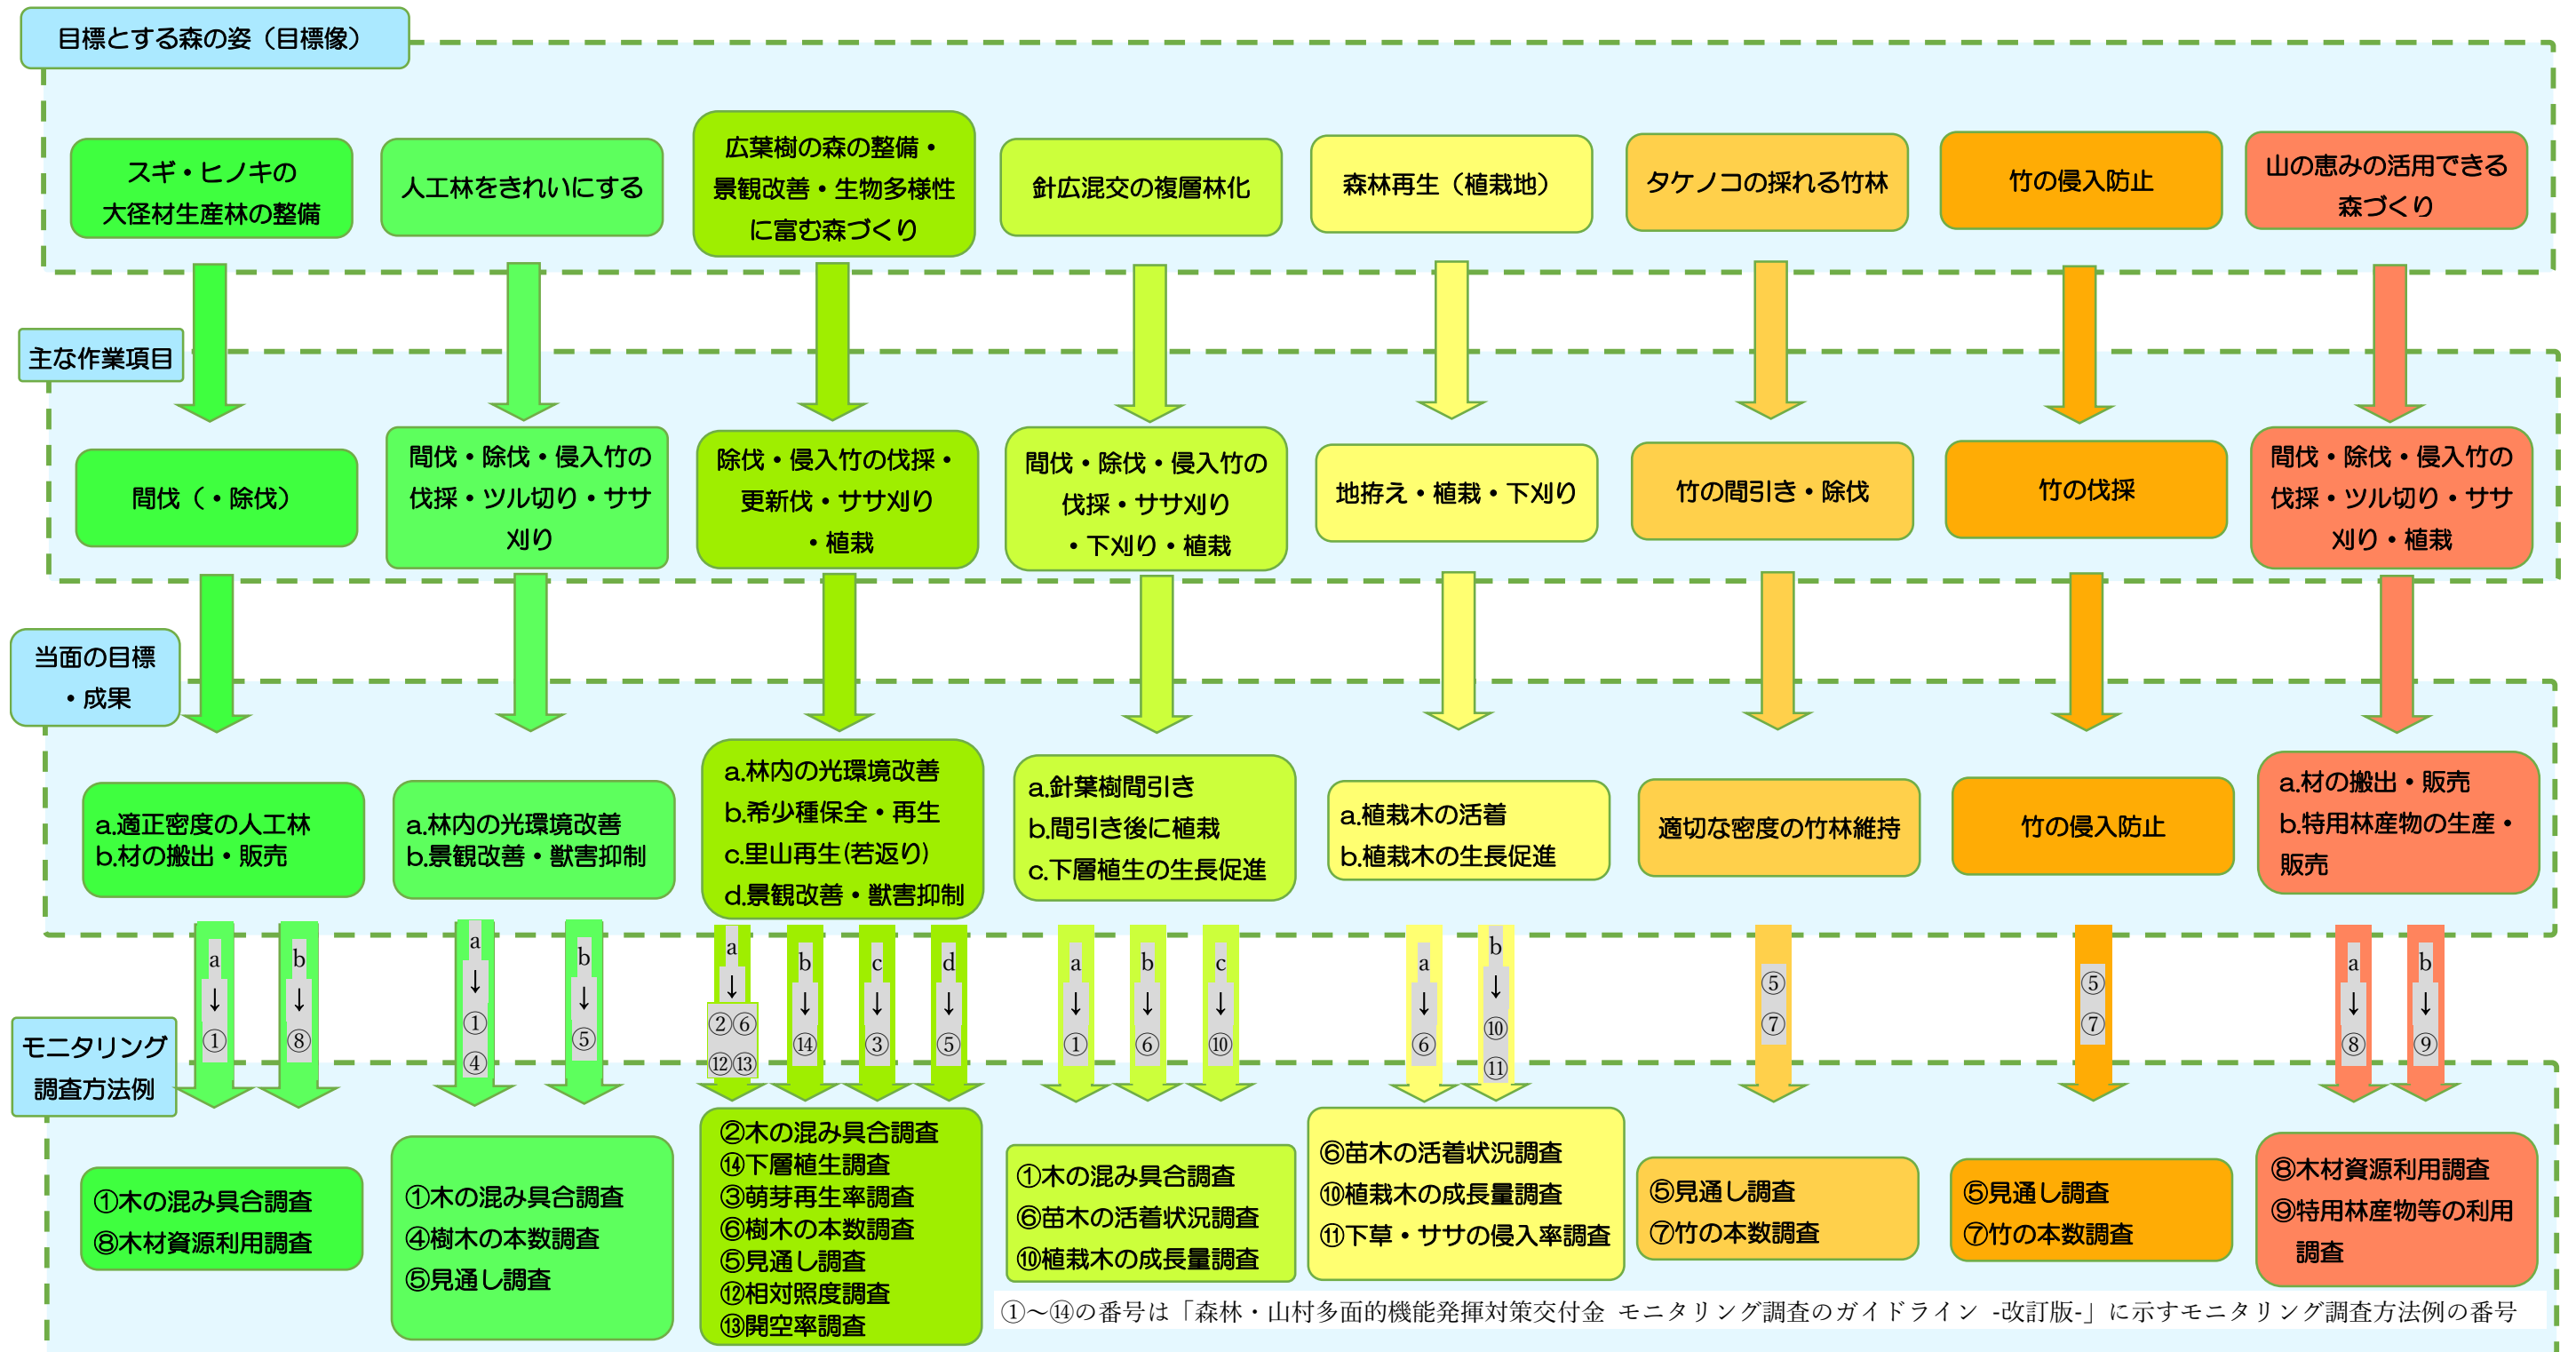 目標とする森の姿（目標像）
スギ・ヒノキの
大径材生産林の整備
人工林をきれいにする
広葉樹の森の整備・
景観改善・生物多様性
に富む森づくり
針広混交の複層林化
森林再生（植栽地）
タケノコの採れる竹林
竹の侵入防止
山の恵みの活用できる
森づくり
主な作業項目
間伐（・除伐）
間伐・除伐・侵入竹の
伐採・ツル切り・ササ
刈り
除伐・侵入竹の伐採・
更新伐・ササ刈り
・植栽
間伐・除伐・侵入竹の
伐採・ササ刈り
・下刈り・植栽
地拵え・植栽・下刈り
竹の間引き・除伐
竹の伐採
間伐・除伐・侵入竹の
伐採・ツル切り・ササ
刈り・植栽
当面の目標
・成果
a.適正密度の人工林
b.材の搬出・販売
a.林内の光環境改善
b.景観改善・獣害抑制
a.林内の光環境改善
b.希少種保全・再生
c.里山再生(若返り)
d.景観改善・獣害抑制
a.針葉樹間引き
b.間引き後に植栽
c.下層植生の生長促進
a.植栽木の活着
b.植栽木の生長促進
適切な密度の竹林維持
竹の侵入防止
a.材の搬出・販売
b.特用林産物の生産・
販売
a
↓
①
b
↓
⑧
a
↓
①
④
b
↓
⑤
a
↓
②⑥
⑫⑬
b
↓
⑭
c
↓
③
d
↓
⑤
a
↓
①
b
↓
⑥
c
↓
⑩
a
↓
⑥
b
↓
⑩
⑪
⑤
⑦
⑤
⑦
a
↓
⑧
b
↓
⑨
モニタリング
調査方法例
①木の混み具合調査
⑧木材資源利用調査
①木の混み具合調査
④樹木の本数調査
⑤見通し調査
②木の混み具合調査
⑭下層植生調査
③萌芽再生率調査
⑥樹木の本数調査
⑤見通し調査
⑫相対照度調査
⑬開空率調査
①木の混み具合調査
⑥苗木の活着状況調査
⑩植栽木の成長量調査
⑥苗木の活着状況調査
⑩植栽木の成長量調査
⑪下草・ササの侵入率調査
⑤見通し調査
⑦竹の本数調査
⑤見通し調査
⑦竹の本数調査
⑧木材資源利用調査
⑨特用林産物等の利用
調査
①～⑭の番号は「森林・山村多面的機能発揮対策交付金 モニタリング調査のガイドライン -改訂版-」に示すモニタリング調査方法例の番号